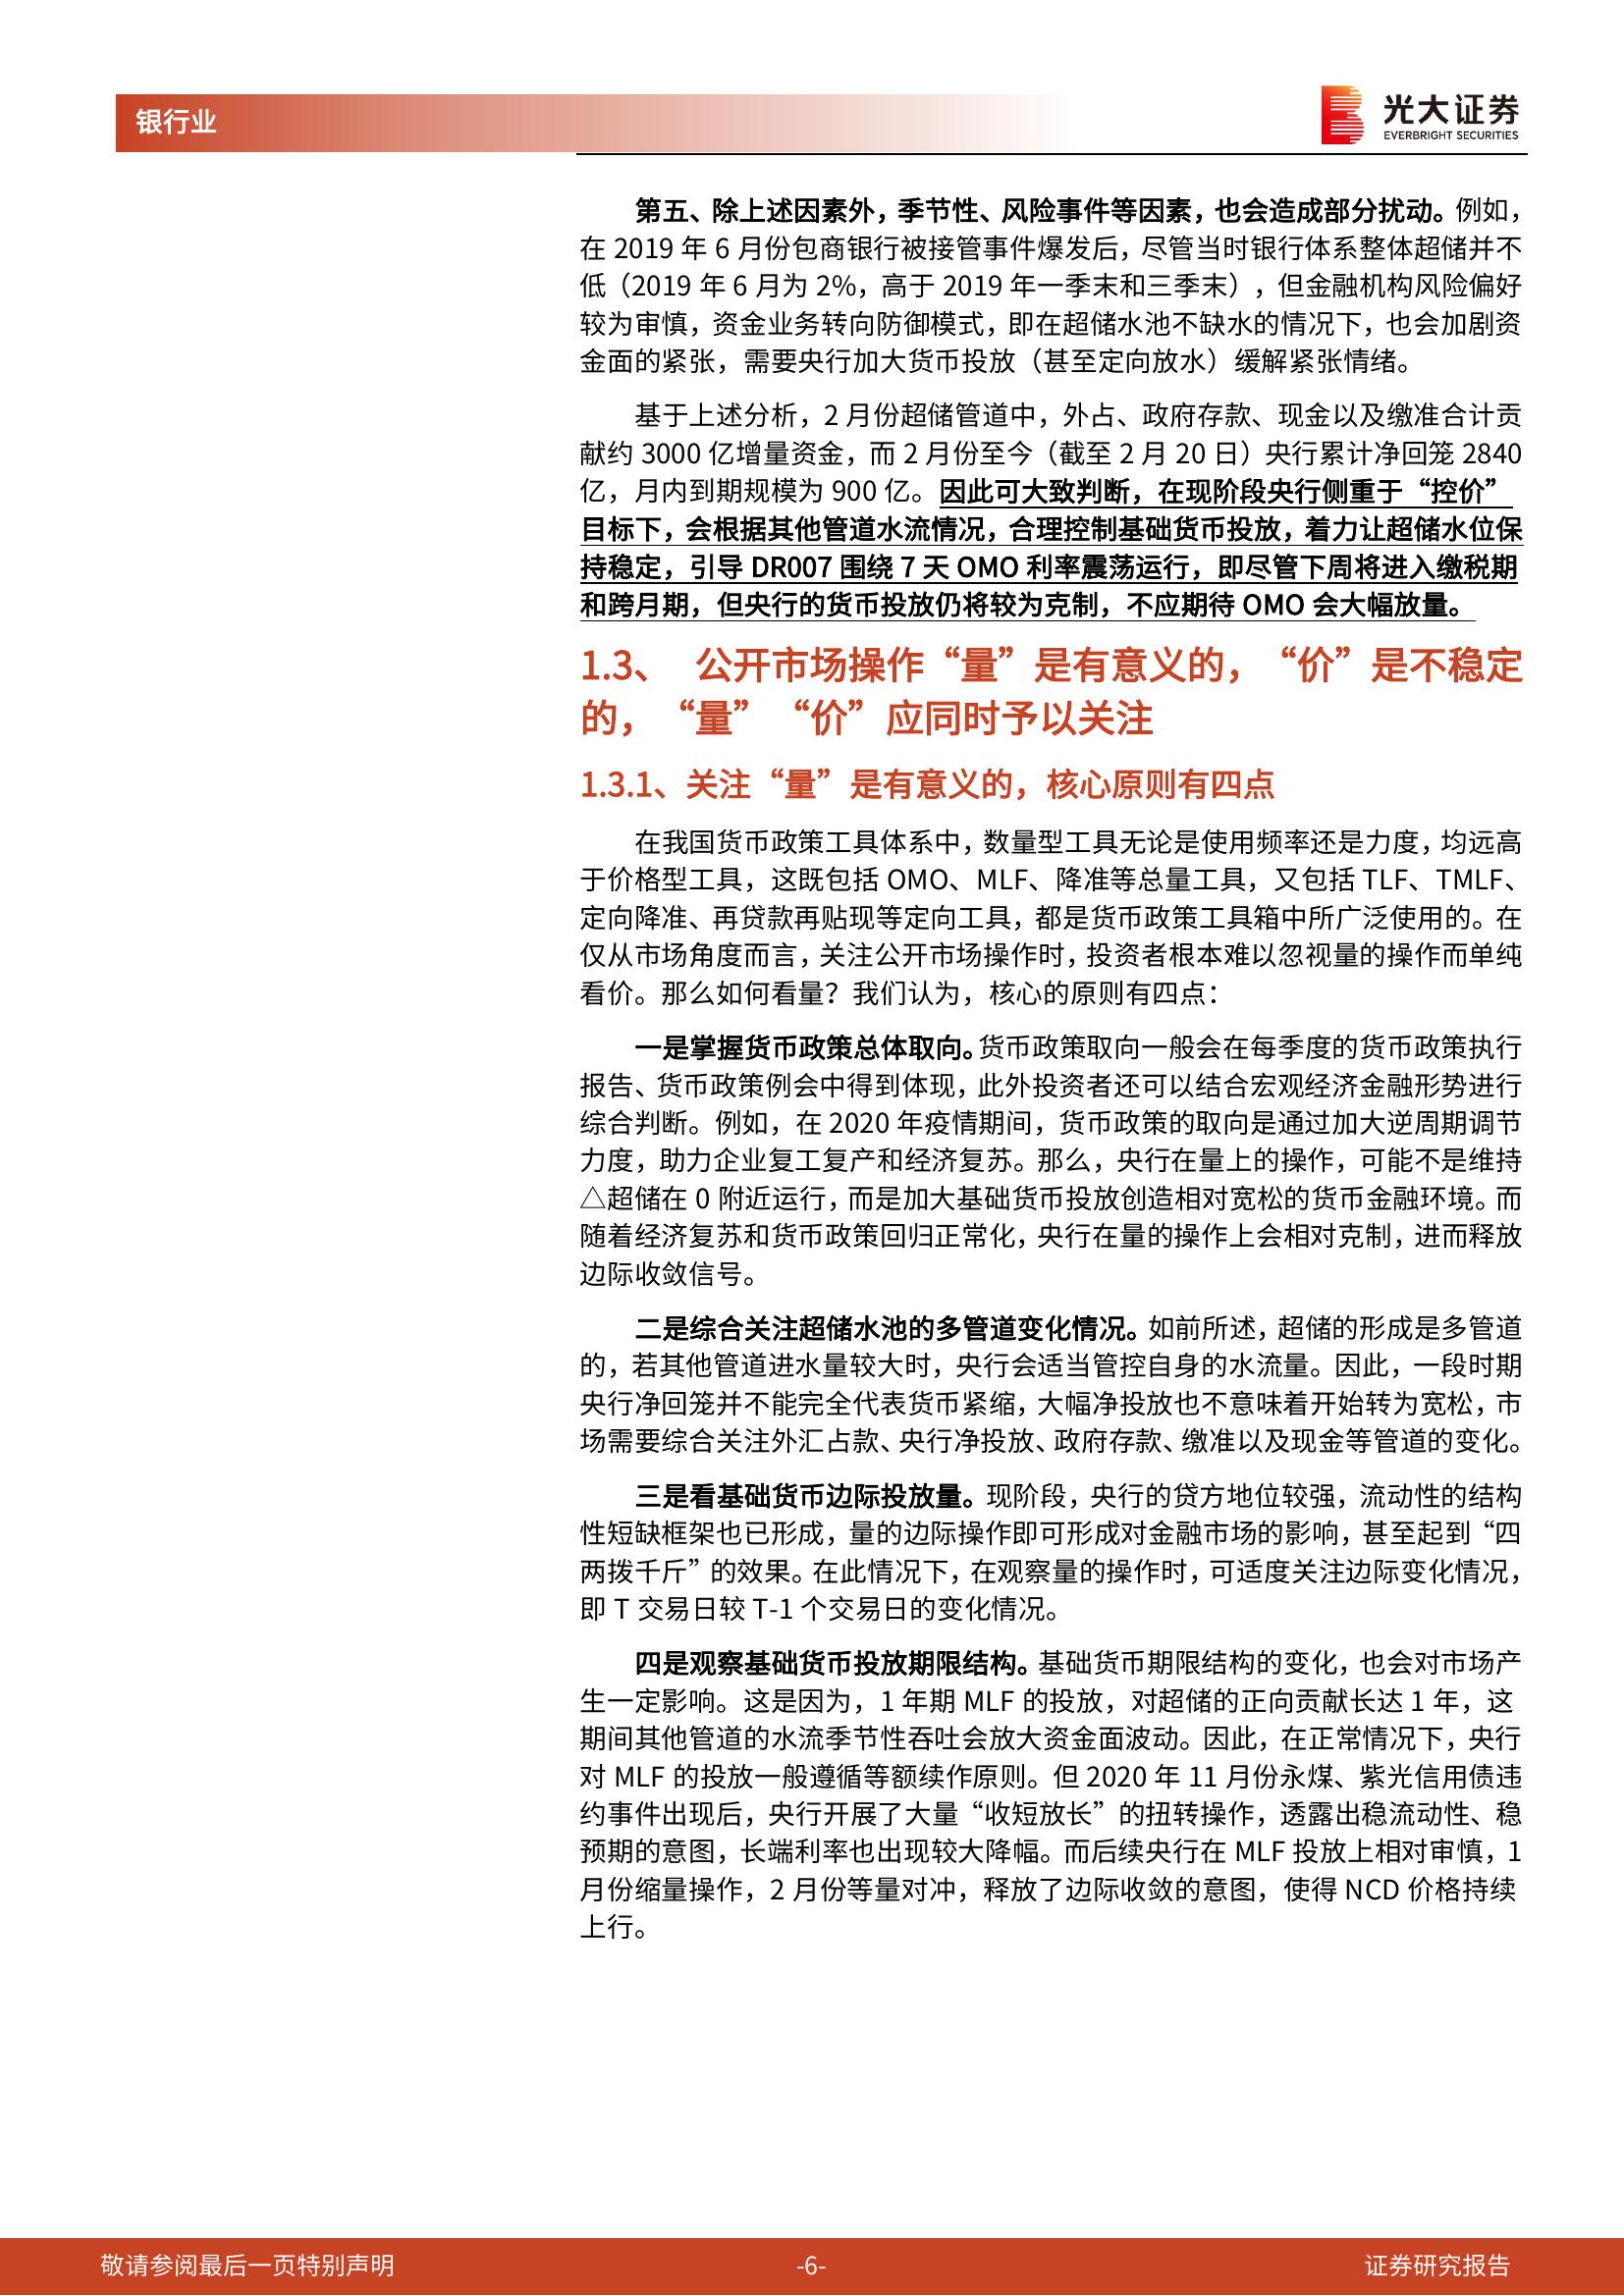 银行业
光大证券
EVERBRIGHT SECURITIES
第五、除上述因素外，季节性、风险事件等因素，也会造成部分扰动。例如，
在 2019 年 6 月份包商银行被接管事件爆发后，尽管当时银行体系整体超储并不
低（2019 年 6 月为 2%，高于 2019 年一季末和三季末），但金融机构风险偏好
较为审慎，资金业务转向防御模式，即在超储水池不缺水的情况下，也会加剧资
金面的紧张，需要央行加大货币投放（甚至定向放水）缓解紧张情绪。
基于上述分析，2 月份超储管道中，外占、政府存款、现金以及缴准合计贡
献约 3000 亿增量资金，而 2 月份至今（截至 2 月 20 日）央行累计净回笼 2840
亿，月内到期规模为 900 亿。因此可大致判断，在现阶段央行侧重于“控价”
目标下，会根据其他管道水流情况，合理控制基础货币投放，着力让超储水位保
持稳定，引导 DR007 围绕 7 天 OMO 利率震荡运行，即尽管下周将进入缴税期
和跨月期，但央行的货币投放仍将较为克制，不应期待 OMO 会大幅放量。
1.3、 公开市场操作“量”是有意义的，“价”是不稳定
的，“量”“价”应同时予以关注
1.3.1、关注“量”是有意义的，核心原则有四点
在我国货币政策工具体系中，数量型工具无论是使用频率还是力度，均远高
于价格型工具，这既包括 OMO、MLF、降准等总量工具，又包括 TLF、TMLF、
定向降准、再贷款再贴现等定向工具，都是货币政策工具箱中所广泛使用的。在
仅从市场角度而言，关注公开市场操作时，投资者根本难以忽视量的操作而单纯
看价。那么如何看量？我们认为，核心的原则有四点：
一是掌握货币政策总体取向。货币政策取向一般会在每季度的货币政策执行
报告、货币政策例会中得到体现，此外投资者还可以结合宏观经济金融形势进行
综合判断。例如，在 2020 年疫情期间，货币政策的取向是通过加大逆周期调节
力度，助力企业复工复产和经济复苏。那么，央行在量上的操作，可能不是维持
△超储在 0 附近运行，而是加大基础货币投放创造相对宽松的货币金融环境。而
随着经济复苏和货币政策回归正常化，央行在量的操作上会相对克制，进而释放
边际收敛信号。
二是综合关注超储水池的多管道变化情况。如前所述，超储的形成是多管道
的，若其他管道进水量较大时，央行会适当管控自身的水流量。因此，一段时期
央行净回笼并不能完全代表货币紧缩，大幅净投放也不意味着开始转为宽松，市
场需要综合关注外汇占款、央行净投放、政府存款、缴准以及现金等管道的变化。
三是看基础货币边际投放量。现阶段，央行的贷方地位较强，流动性的结构
性短缺框架也已形成，量的边际操作即可形成对金融市场的影响，甚至起到“四
两拨千斤”的效果。在此情况下，在观察量的操作时，可适度关注边际变化情况，
即 T 交易日较 T-1 个交易日的变化情况。
四是观察基础货币投放期限结构。基础货币期限结构的变化，也会对市场产
生一定影响。这是因为，1 年期 MLF 的投放，对超储的正向贡献长达 1 年，这
期间其他管道的水流季节性吞吐会放大资金面波动。因此，在正常情况下，央行
对 MLF 的投放一般遵循等额续作原则。但 2020 年 11 月份永煤、紫光信用债违
约事件出现后，央行开展了大量“收短放长”的扭转操作，透露出稳流动性、稳
预期的意图，长端利率也出现较大降幅。而后续央行在 MLF 投放上相对审慎，1
月份缩量操作，2 月份等量对冲，释放了边际收敛的意图，使得 NCD 价格持续
上行。
敬请参阅最后一页特别声明
-6-
证券研究报告